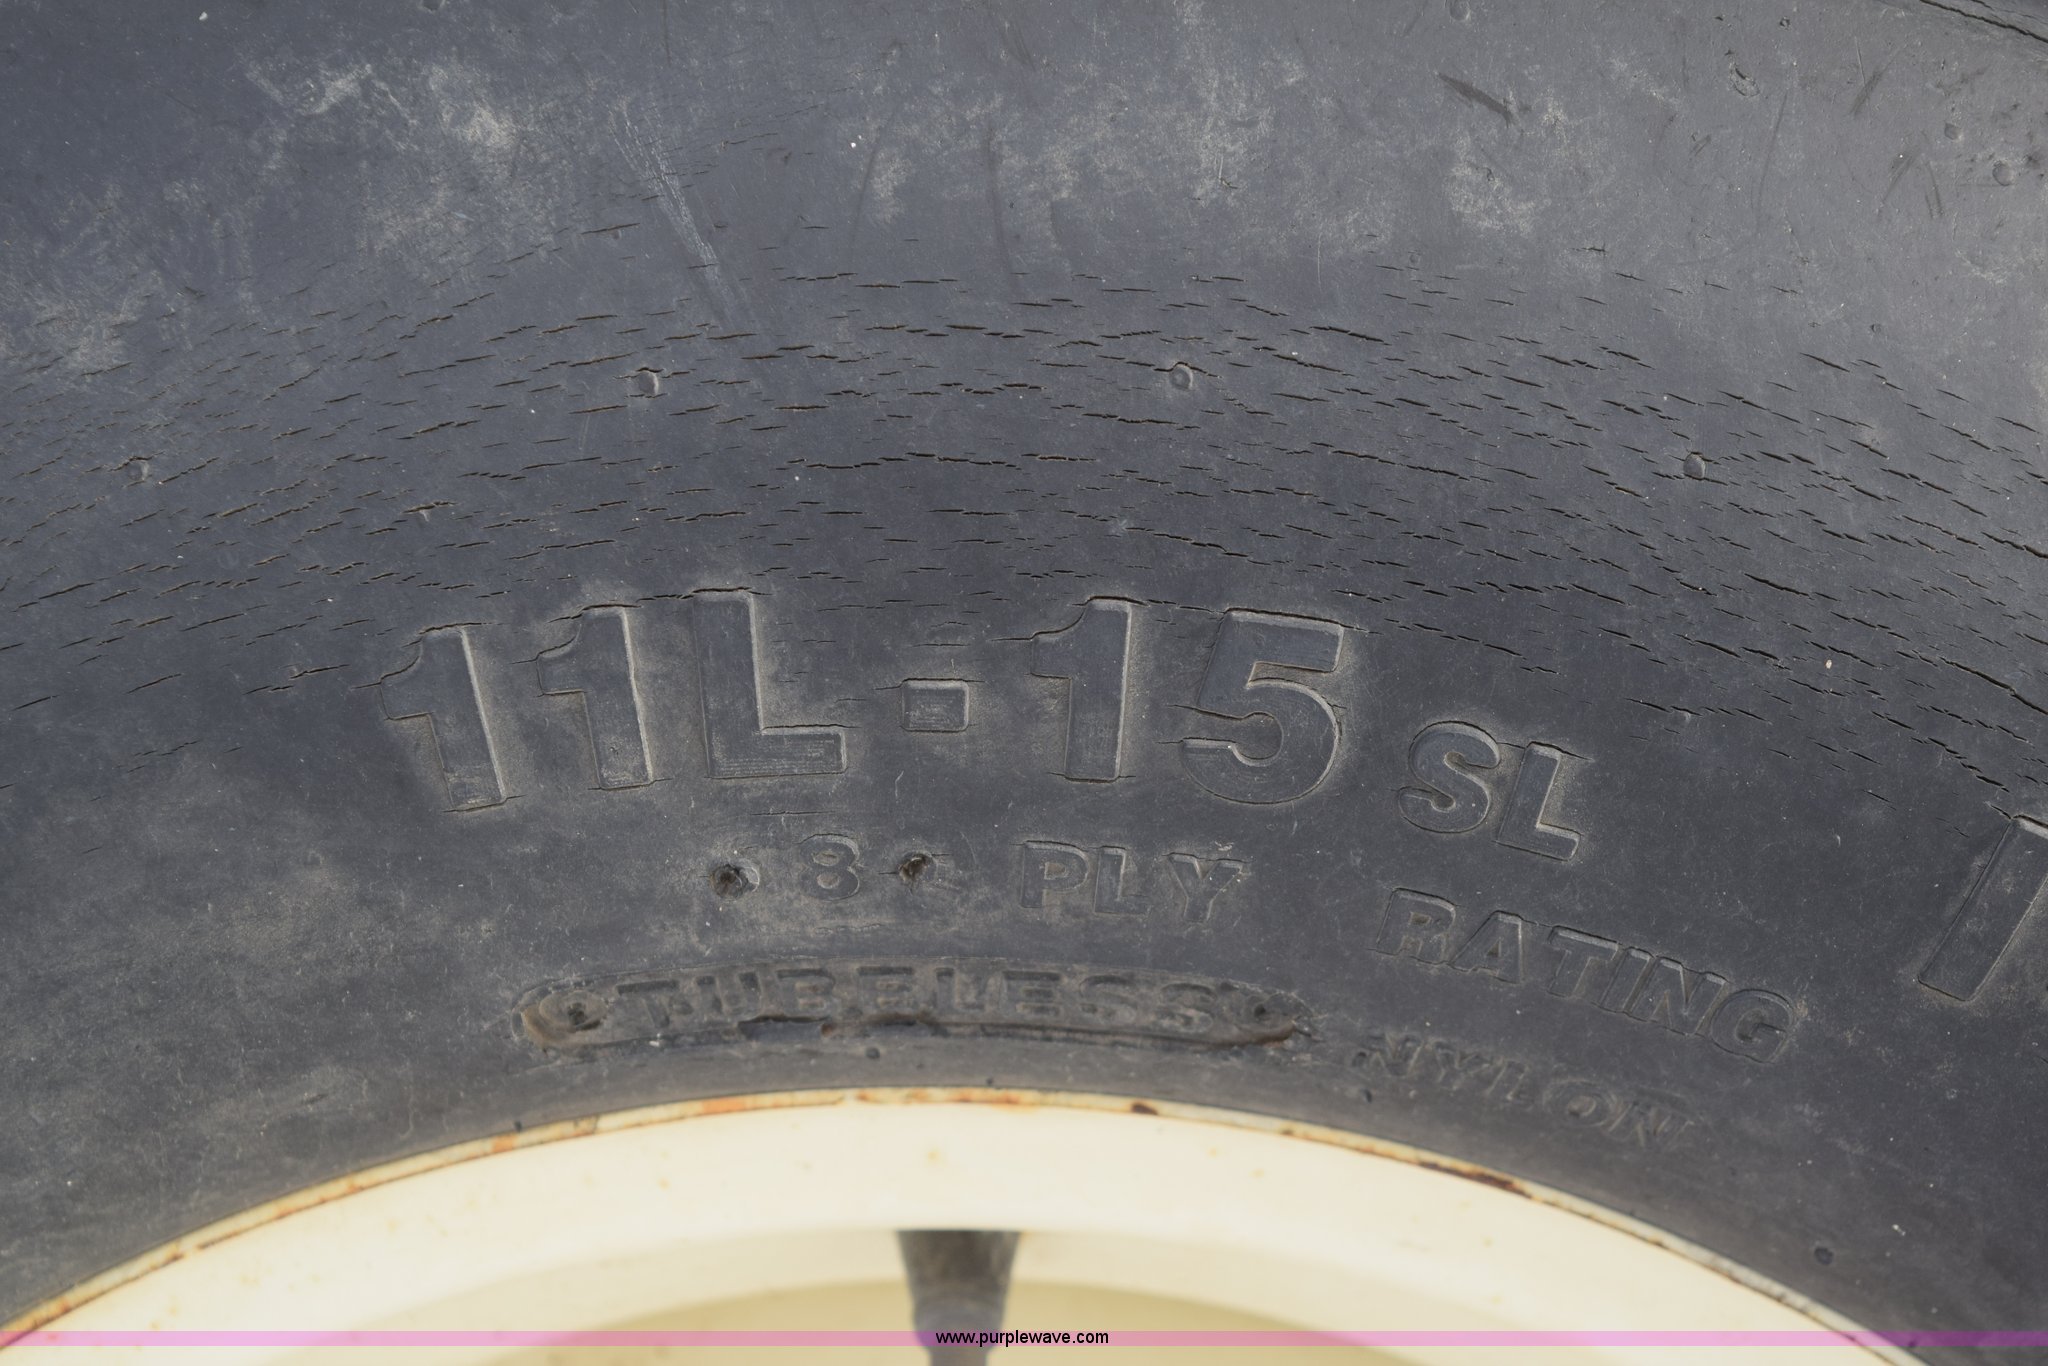 11L-15 SL
8 PLY RATING
TUBELESS
NYLON
www.purplewave.com